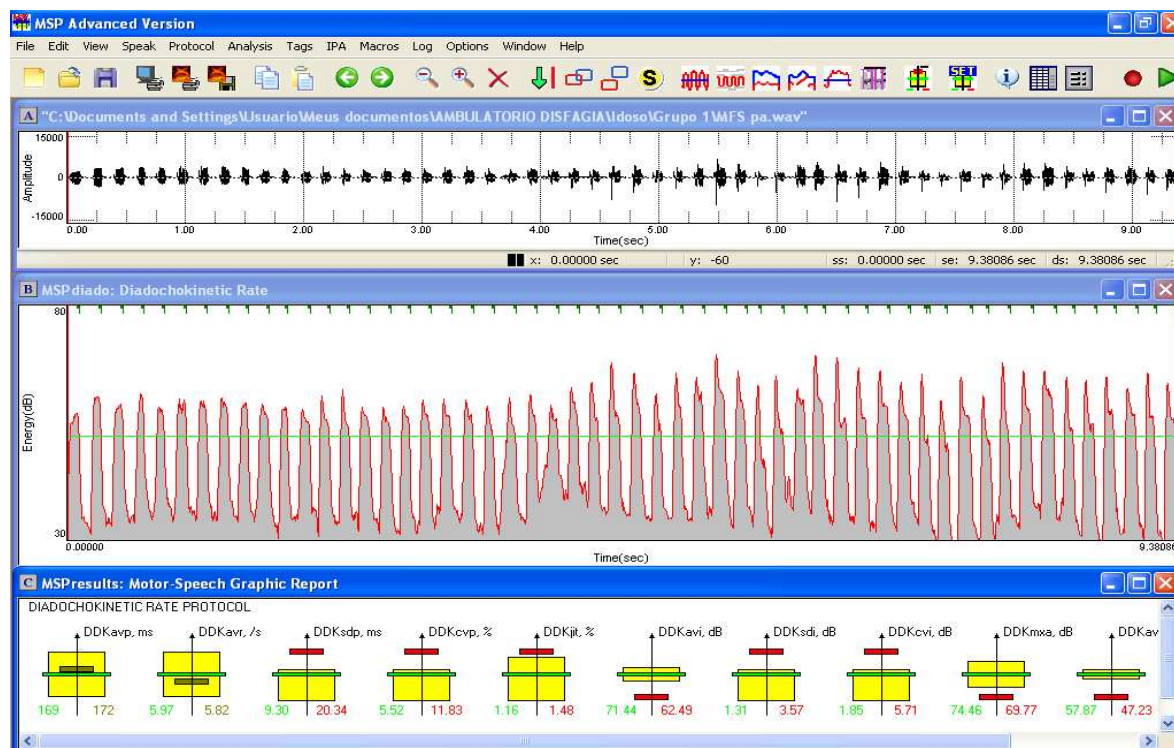 MSP Advanced Version
File Edit View Speak Protocol Analysis Tags IPA Macros Log Options Window Help
S SET
A "C:\Documents and Settings\Usuario\Meus documentos\AMBULATORIO DISFAGIA\Idoso\Grupo 1\MFS pa.wav"
15000
Amplitude
0
-15000
0.00 1.00 2.00 3.00 4.00 5.00 6.00 7.00 8.00 9.00
Time(sec)
x: 0.00000 sec y: -60 ss: 0.00000 sec se: 9.38086 sec ds: 9.38086 sec
B MSPdiado: Diadochokinetic Rate
80
Energy(dB)
30
0.00000 9.38086
Time(sec)
C MSPresults: Motor-Speech Graphic Report
DIADOCHOKINETIC RATE PROTOCOL
DDKavp, ms DDKavr, /s DDKsdp, ms DDKcvp, % DDKjit, % DDKavi, dB DDKsdi, dB DDKcvi, dB DDKmxa, dB DDKav
169 172 5.97 5.82 9.30 20.34 5.52 11.83 1.16 1.48 71.44 62.49 1.31 3.57 1.85 5.71 74.46 69.77 57.87 47.23